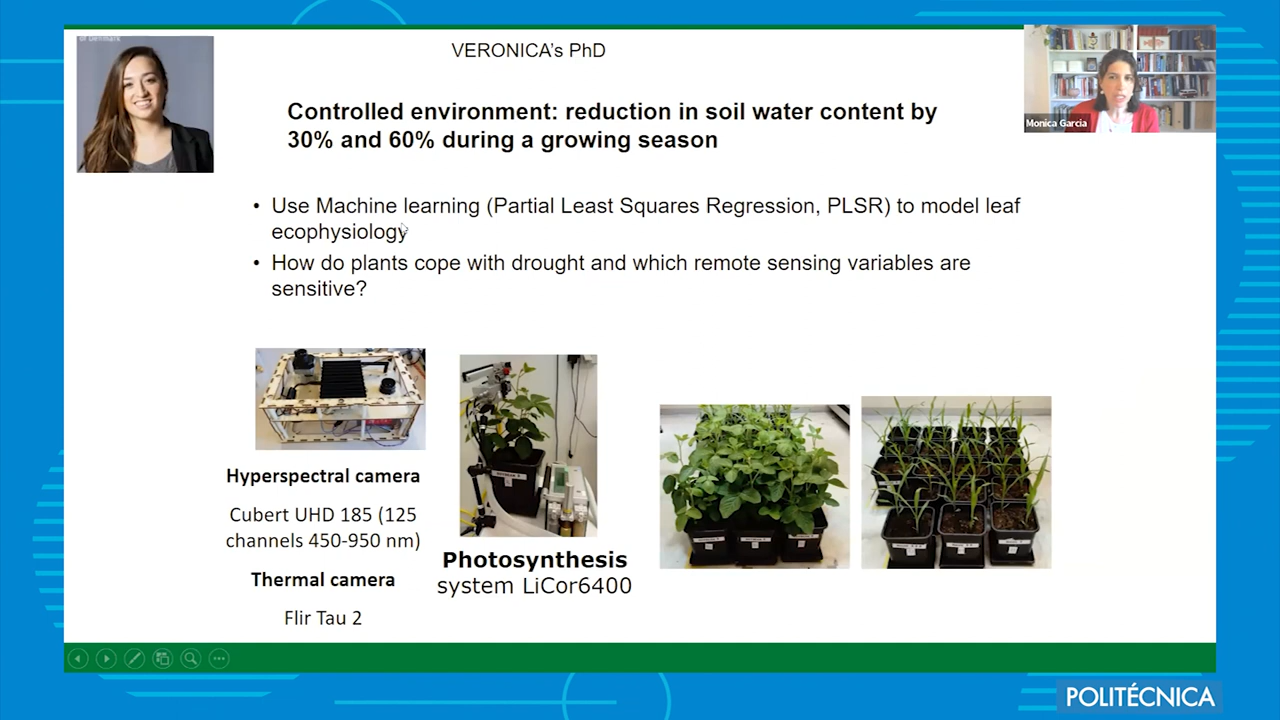 of Denmark
VERONICA's PhD
Monica Garcia
Controlled environment: reduction in soil water content by
30% and 60% during a growing season
• Use Machine learning (Partial Least Squares Regression, PLSR) to model leaf
ecophysiology
• How do plants cope with drought and which remote sensing variables are
sensitive?
Hyperspectral camera
Cubert UHD 185 (125
channels 450-950 nm)
Thermal camera
Flir Tau 2
Photosynthesis
system LiCor6400
POLITÉCNICA